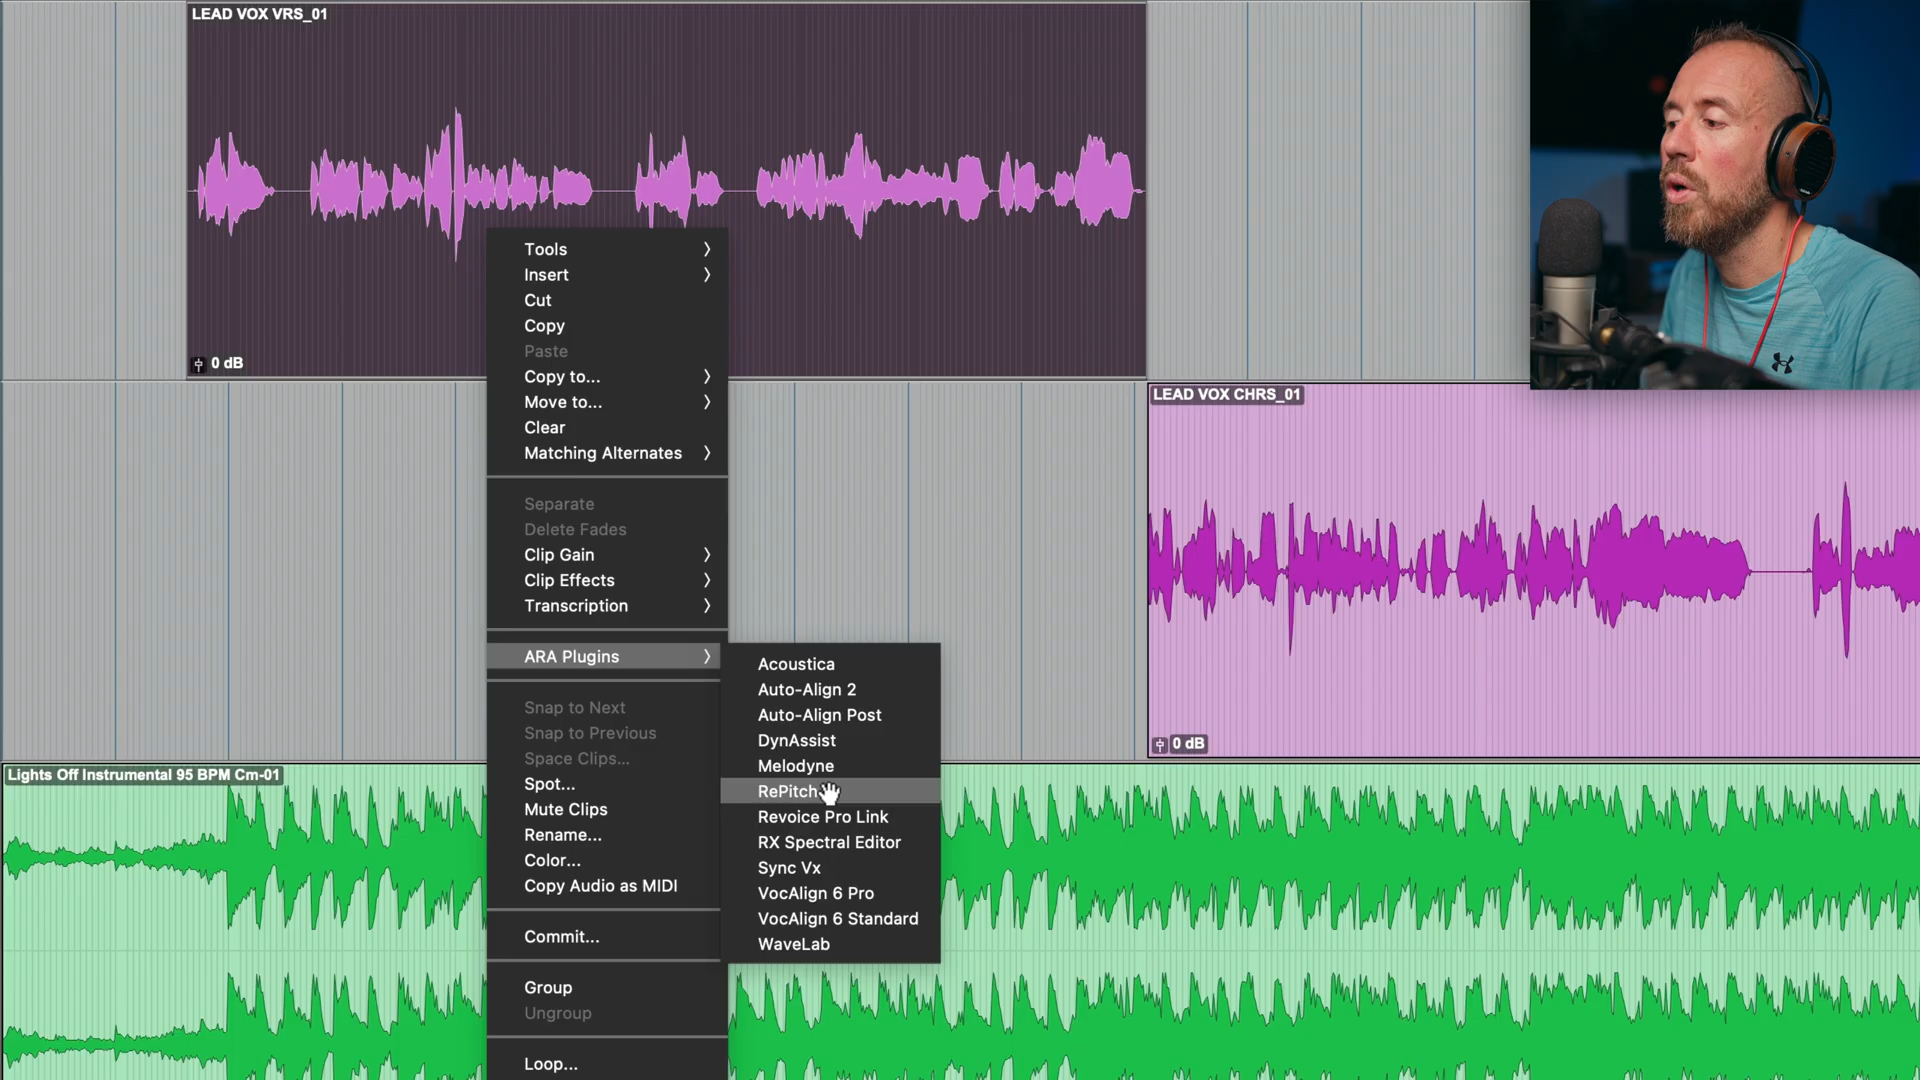 LEAD VOX VRS_01
0 dB
Tools
Insert
Cut
Copy
Paste
Copy to...
Move to...
Clear
Matching Alternates
Separate
Delete Fades
Clip Gain
Clip Effects
Transcription
ARA Plugins
Snap to Next
Snap to Previous
Space Clips...
Spot...
Mute Clips
Rename...
Color...
Copy Audio as MIDI
Commit...
Group
Ungroup
Loop...
Acoustica
Auto-Align 2
Auto-Align Post
DynAssist
Melodyne
RePitch
Revoice Pro Link
RX Spectral Editor
Sync Vx
VocAlign 6 Pro
VocAlign 6 Standard
WaveLab
LEAD VOX CHRS_01
0 dB
Lights Off Instrumental 95 BPM Cm-01